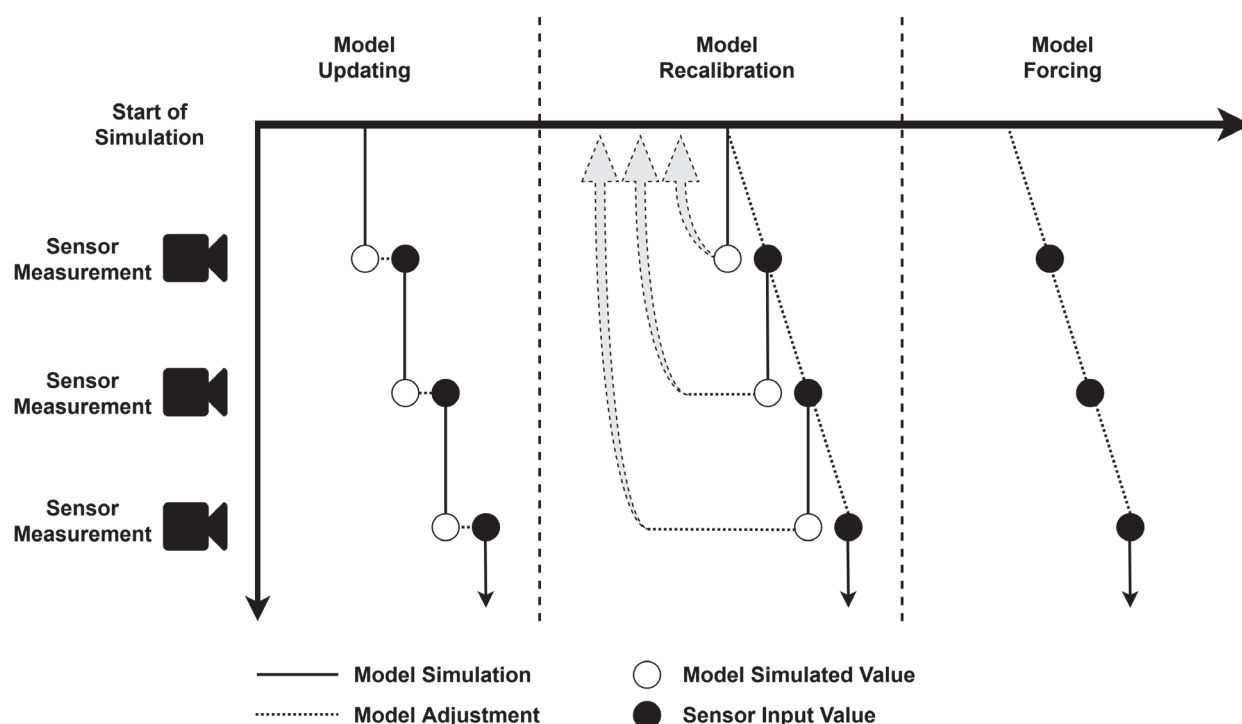 Model
Updating
Model
Recalibration
Model
Forcing
Start of
Simulation
Sensor
Measurement
Sensor
Measurement
Sensor
Measurement
Model Simulation
Model Simulated Value
Model Adjustment
Sensor Input Value